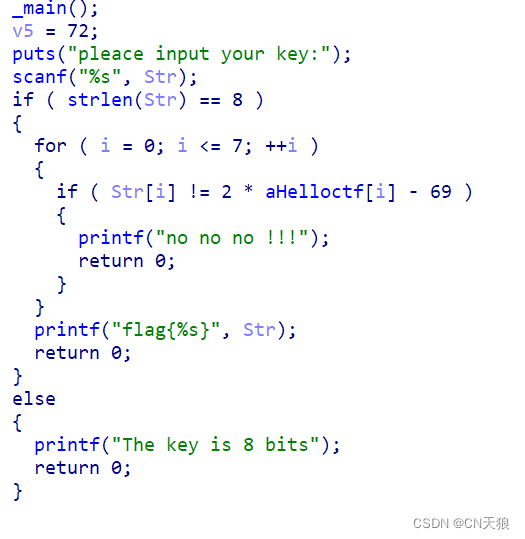 _main();
v5 = 72;
puts("pleace input your key:");
scanf("%s", Str);
if ( strlen(Str) == 8 )
{
for ( i = 0; i <= 7; ++i )
{
if ( Str[i] != 2 * aHelloctf[i] - 69 )
{
printf("no no no !!!");
return 0;
}
}
printf("flag{%s}", Str);
return 0;
}
else
{
printf("The key is 8 bits");
return 0;
}
CSDN @CN天狼